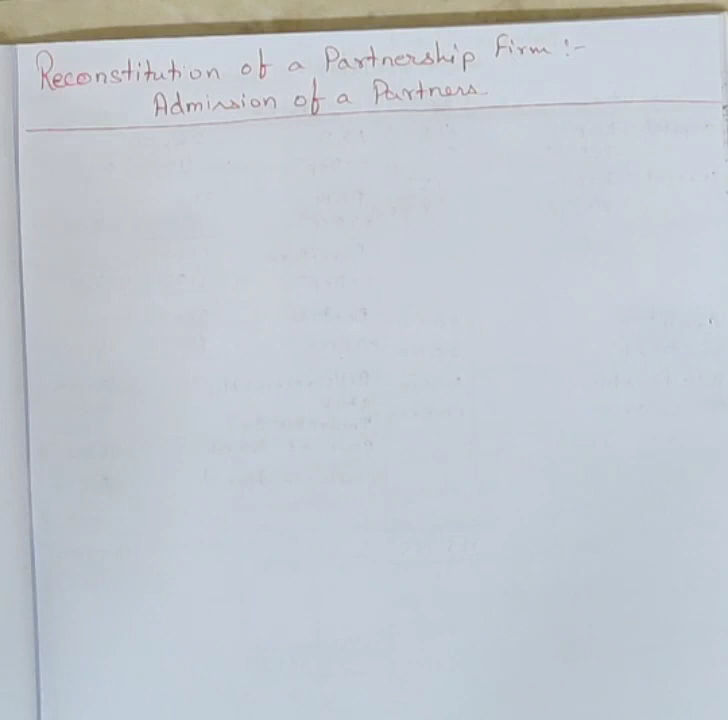 Reconstitution of a Partnership Firm :-
Admission of a Partners.